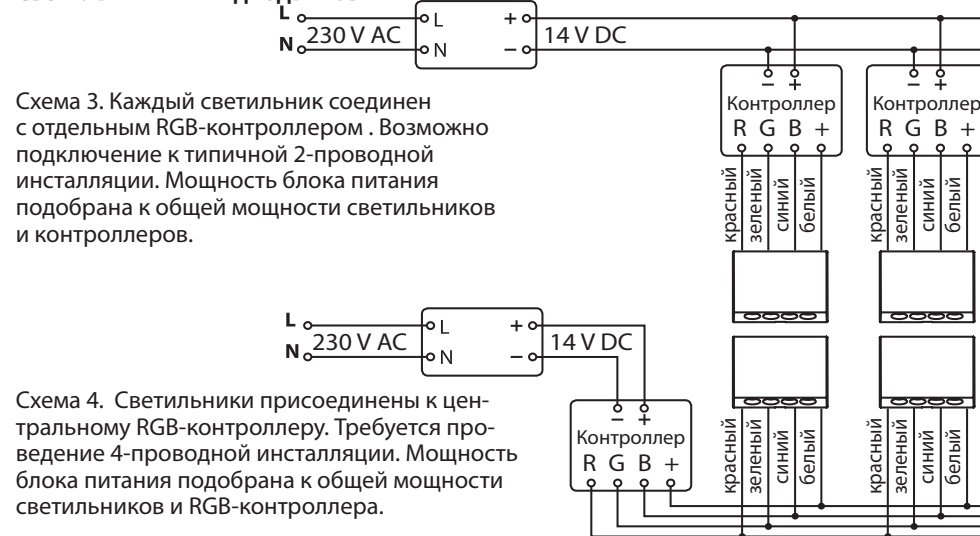 L
230 V AC
N
L
N
+
–
14 V DC
– +
Контроллер
R G B +
красный
зеленый
синий
белый
– +
Контроллер
R G B +
красный
зеленый
синий
белый
Схема 3. Каждый светильник соединен
с отдельным RGB-контроллером . Возможно
подключение к типичной 2-проводной
инсталляции. Мощность блока питания
подобрана к общей мощности светильников
и контроллеров.
L
230 V AC
N
L
N
+
–
14 V DC
– +
Контроллер
R G B +
красный
зеленый
синий
белый
красный
зеленый
синий
белый
Схема 4. Светильники присоединены к цен-
тральному RGB-контроллеру. Требуется про-
ведение 4-проводной инсталляции. Мощность
блока питания подобрана к общей мощности
светильников и RGB-контроллера.